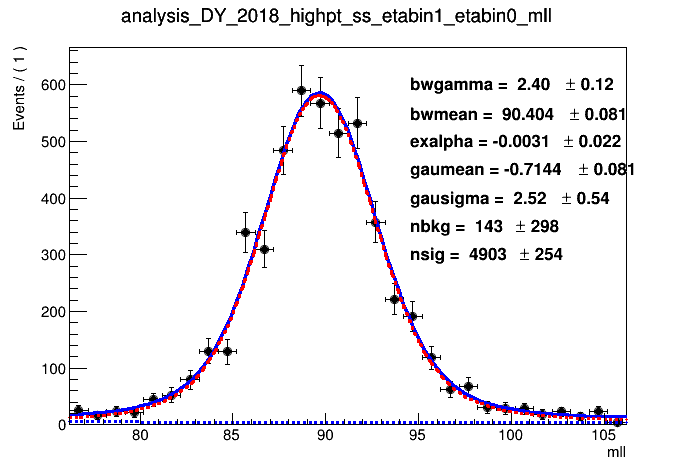 analysis_DY_2018_highpt_ss_etabin1_etabin0_mll
Events / ( 1 )
600
500
400
300
200
100
0
bwgamma = 2.40 ± 0.12
bwmean = 90.404 ± 0.081
exalpha = -0.0031 ± 0.022
gaumean = -0.7144 ± 0.081
gausigma = 2.52 ± 0.54
nbkg = 143 ± 298
nsig = 4903 ± 254
80 85 90 95 100 105
mll